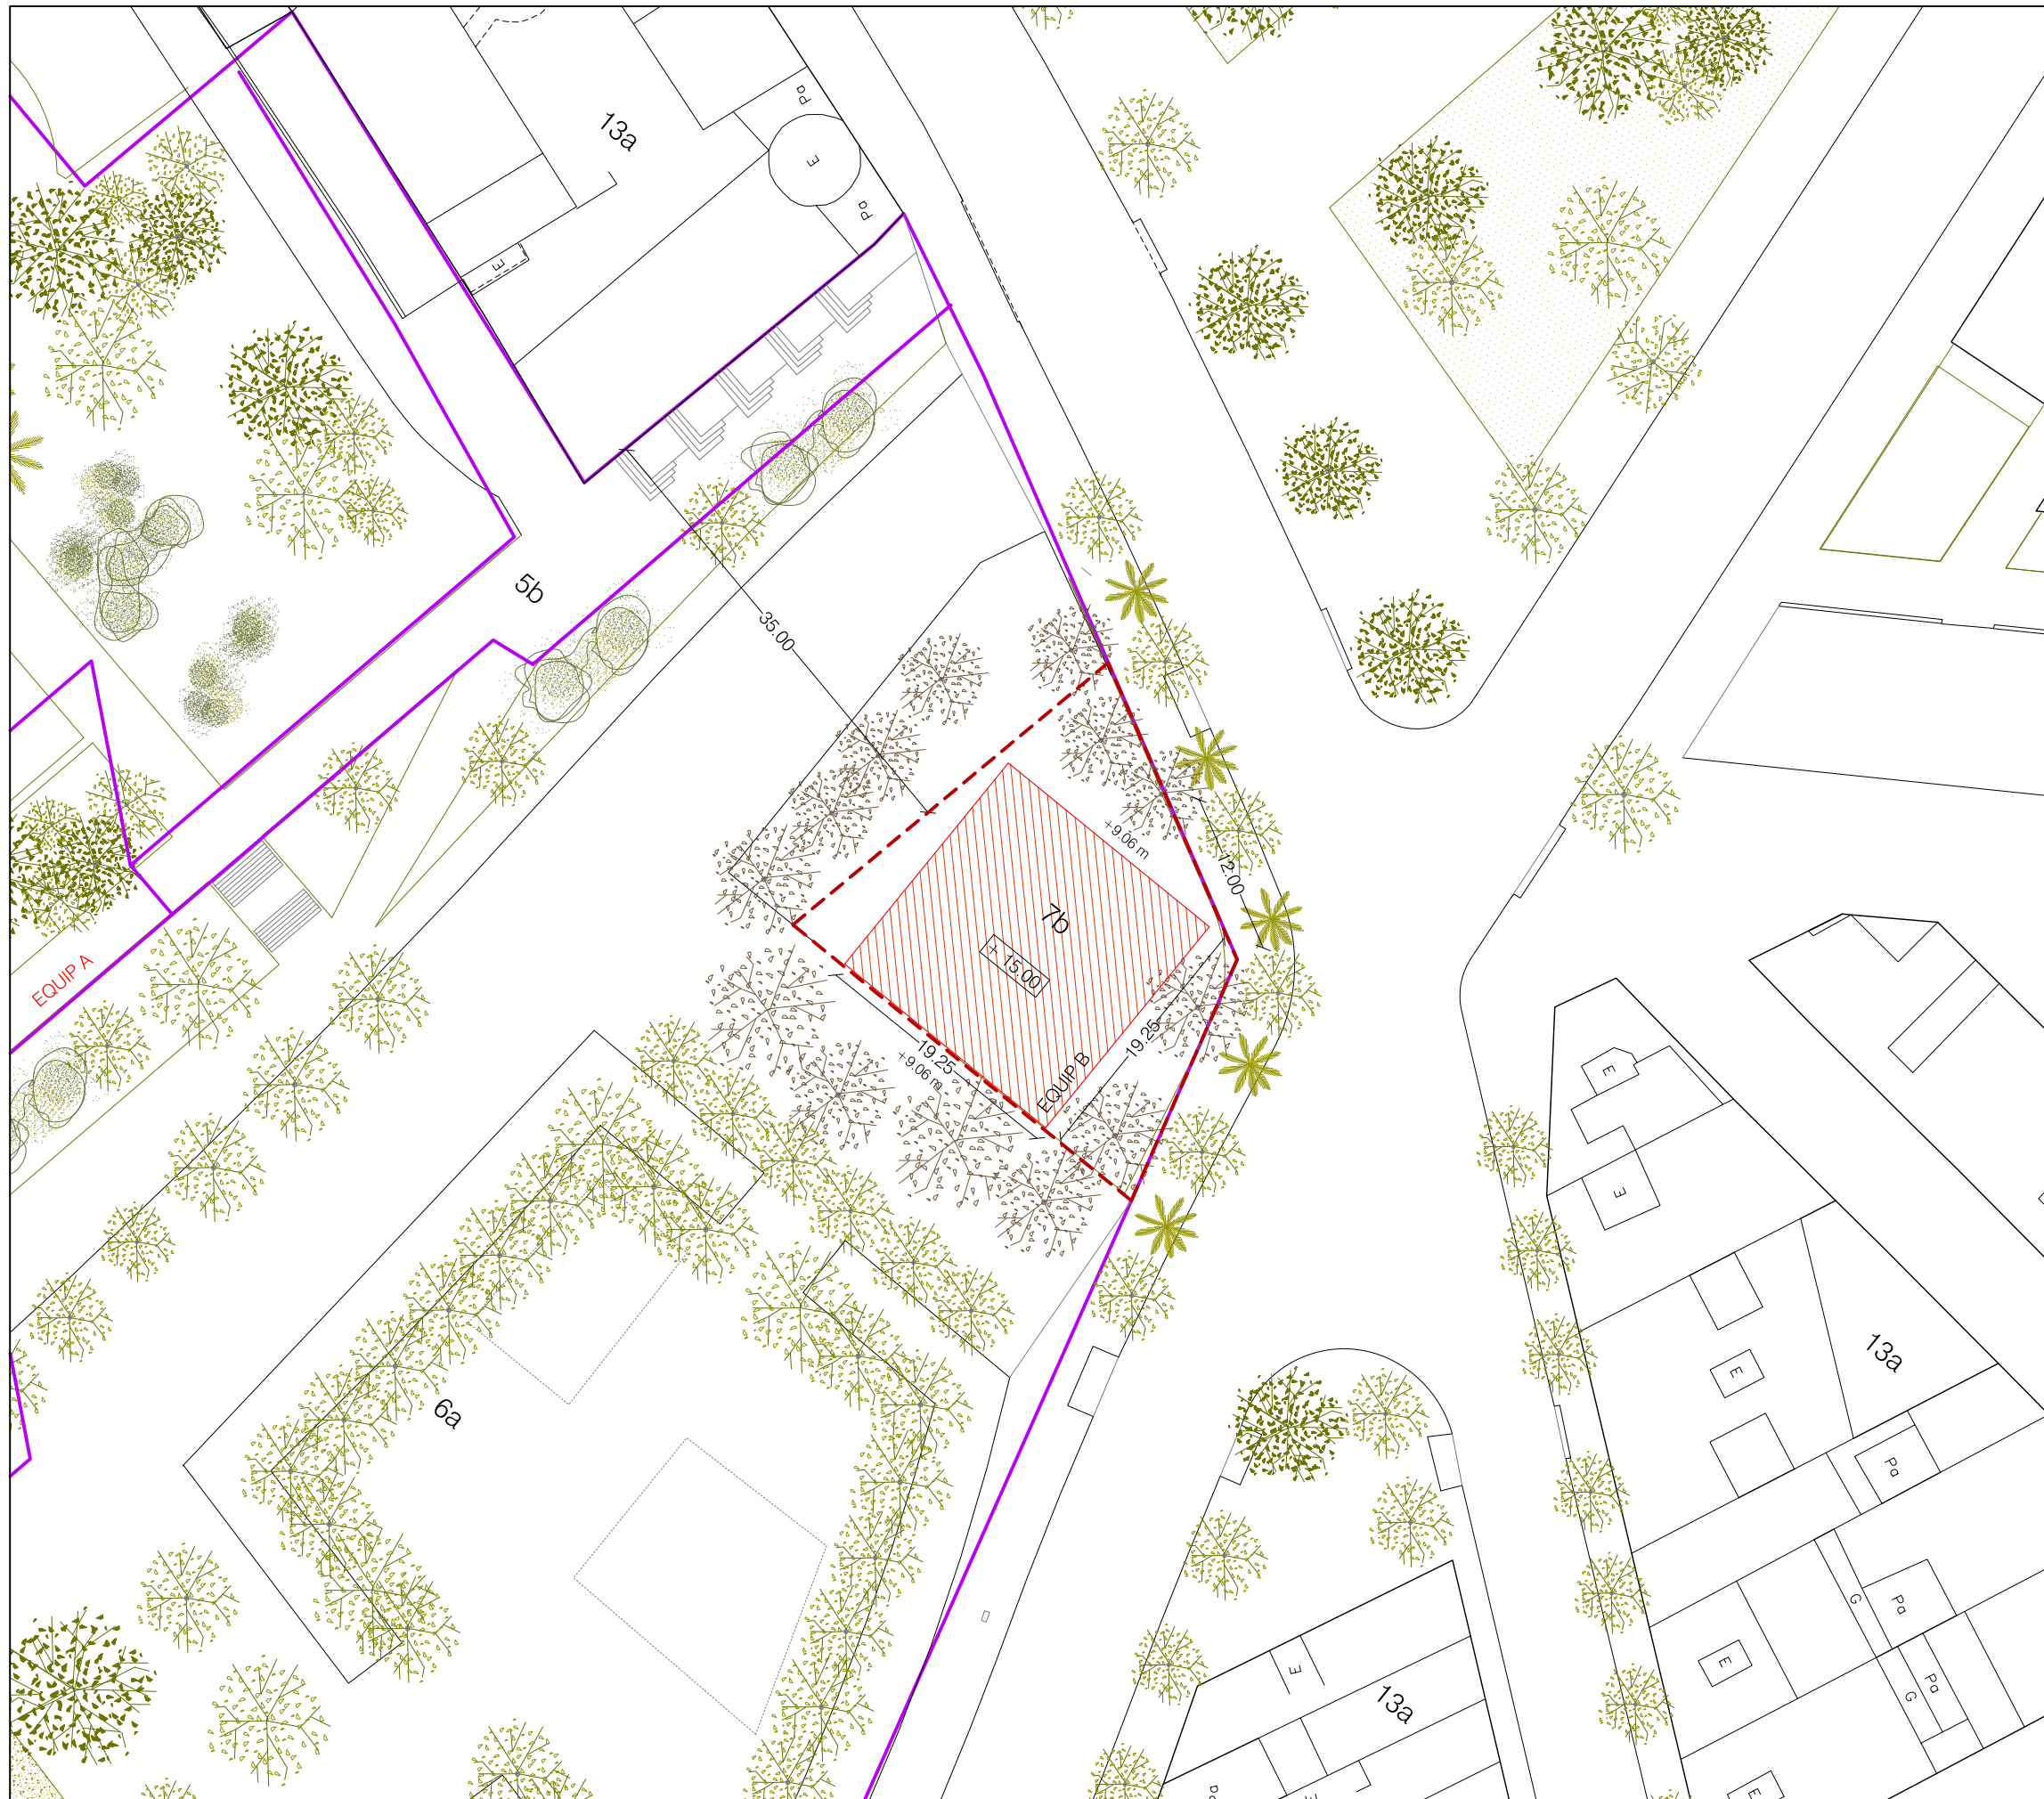 13a
Pa
E
Pa
E
5b
35.00
+9.06 m
12.00
7b
+ 15.00
EQUIP A
19.25
+9.06 m
19.25
EQUIP B
E
E
13a
E
6a
Pa
G
Pa
E
Pa
G
E
13a
E